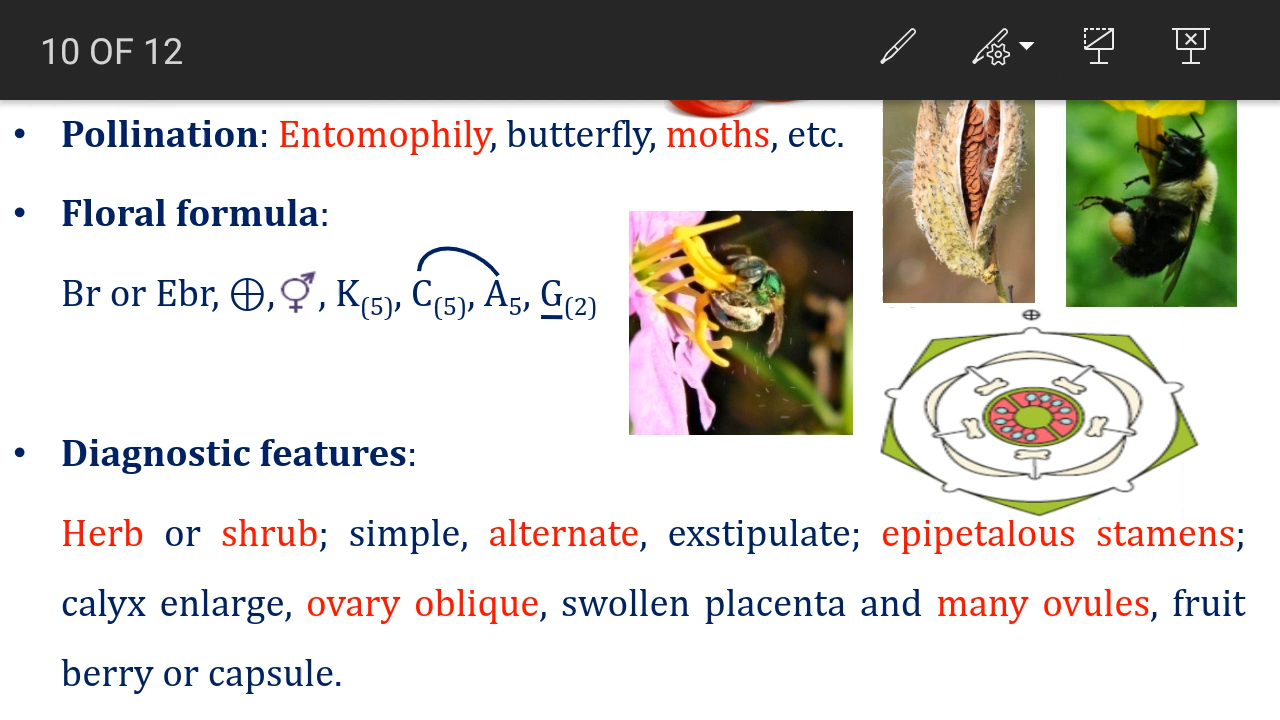 10 OF 12
• Pollination: Entomophily, butterfly, moths, etc.
• Floral formula:
Br or Ebr, ⊕,⚥, K(5), C(5), A5, G(2)
• Diagnostic features:
Herb or shrub; simple, alternate, exstipulate; epipetalous stamens;
calyx enlarge, ovary oblique, swollen placenta and many ovules, fruit
berry or capsule.